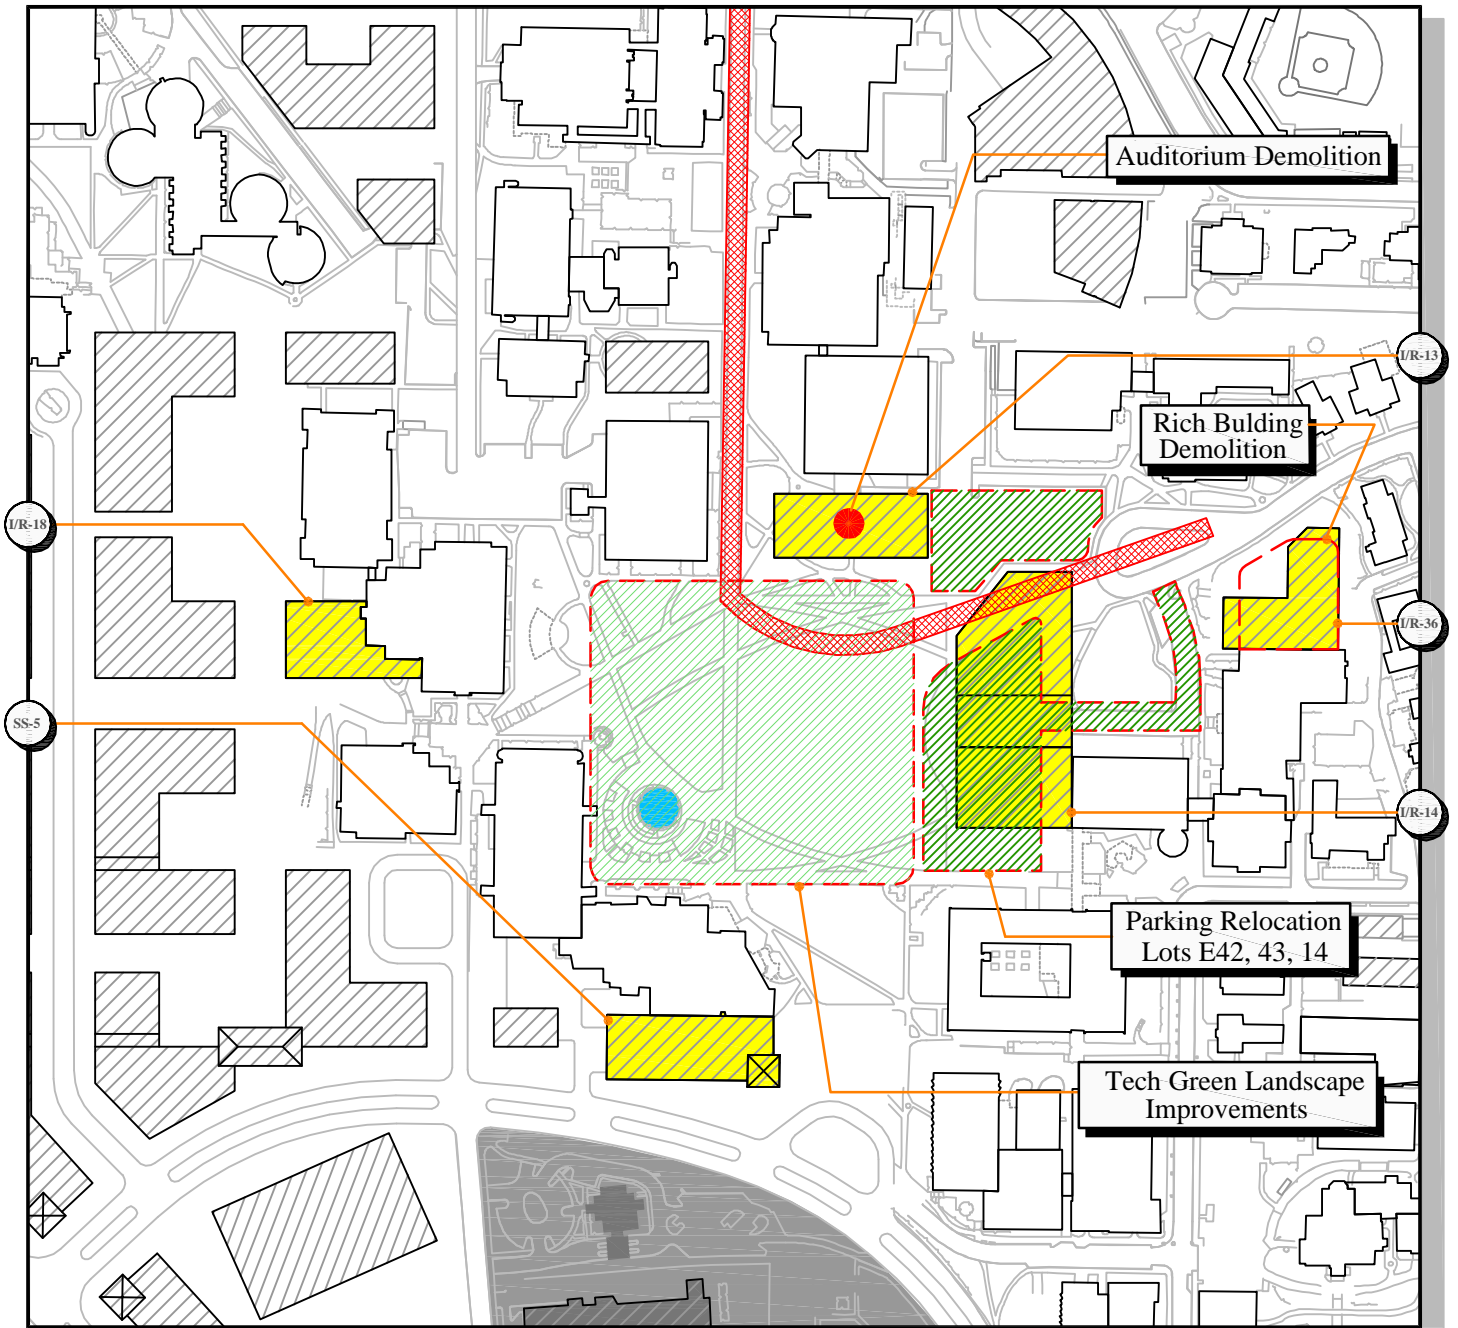 Auditorium Demolition
I/R-13
Rich Bulding
Demolition
I/R-18
I/R-36
SS-5
I/R-14
Parking Relocation
Lots E42, 43, 14
Tech Green Landscape
Improvements